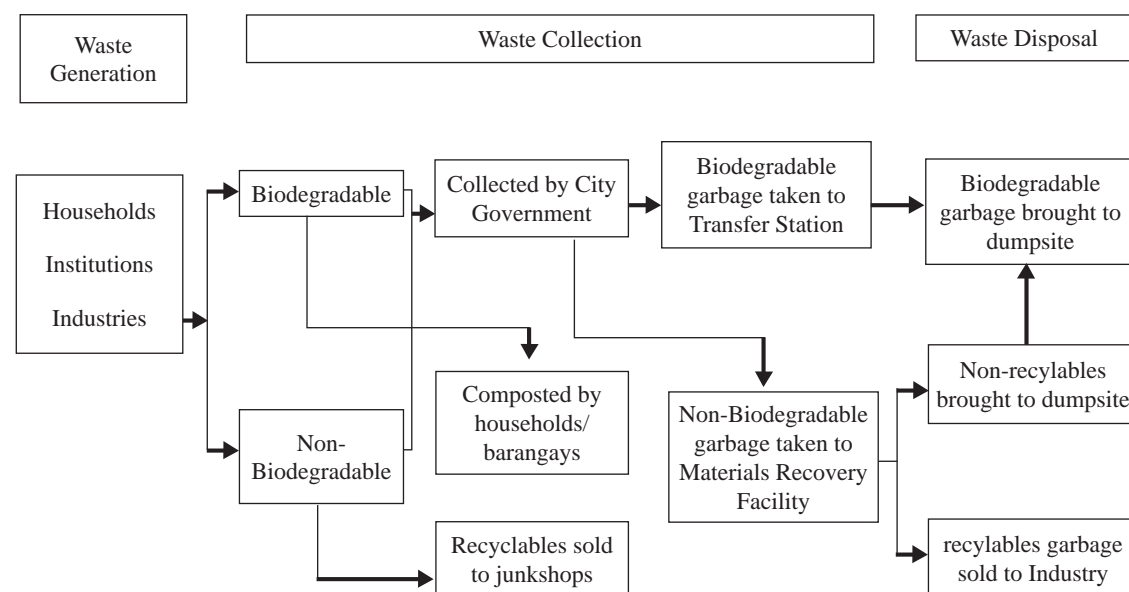 Waste
Generation
Waste Collection
Waste Disposal
Households
Institutions
Industries
Biodegradable
Non-
Biodegradable
Collected by City
Government
Composted by
households/
barangays
Recyclables sold
to junkshops
Biodegradable
garbage taken to
Transfer Station
Non-Biodegradable
garbage taken to
Materials Recovery
Facility
Biodegradable
garbage brought to
dumpsite
Non-recylables
brought to dumpsite
recylables garbage
sold to Industry